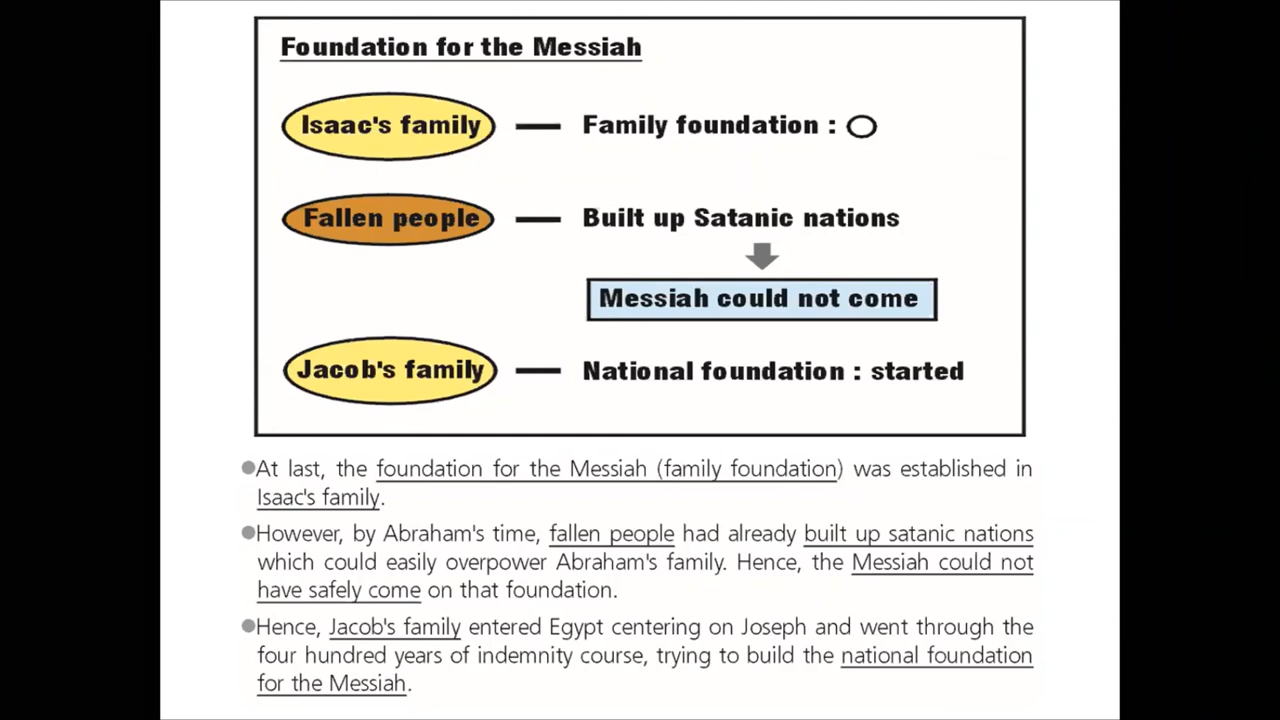 Foundation for the Messiah
Isaac's family — Family foundation : ○
Fallen people — Built up Satanic nations
Messiah could not come
Jacob's family — National foundation : started
●At last, the foundation for the Messiah (family foundation) was established in
Isaac's family.
●However, by Abraham's time, fallen people had already built up satanic nations
which could easily overpower Abraham's family. Hence, the Messiah could not
have safely come on that foundation.
●Hence, Jacob's family entered Egypt centering on Joseph and went through the
four hundred years of indemnity course, trying to build the national foundation
for the Messiah.